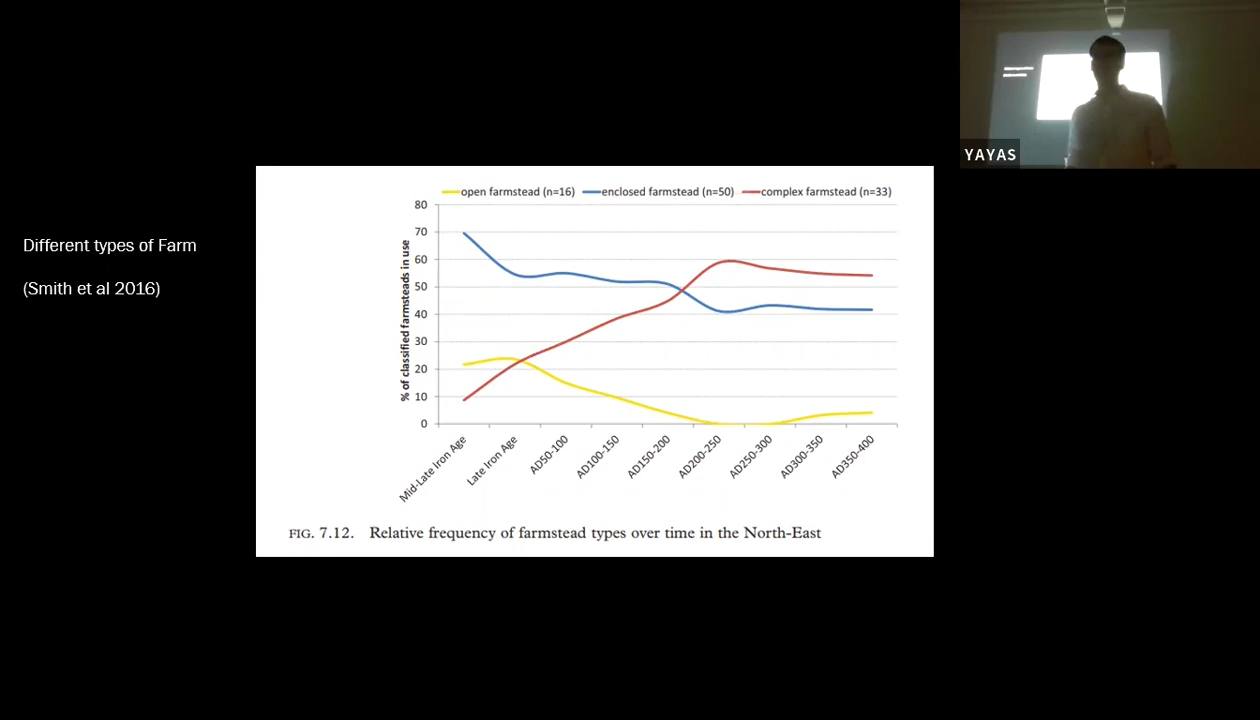 YAYAS
Different types of Farm
(Smith et al 2016)
open farmstead (n=16) enclosed farmstead (n=50) complex farmstead (n=33)
% of classified farmsteads in use
80
70
60
50
40
30
20
10
0
Mid-Late Iron Age
Late Iron Age
AD50-100
AD100-150
AD150-200
AD200-250
AD250-300
AD300-350
AD350-400
FIG. 7.12. Relative frequency of farmstead types over time in the North-East